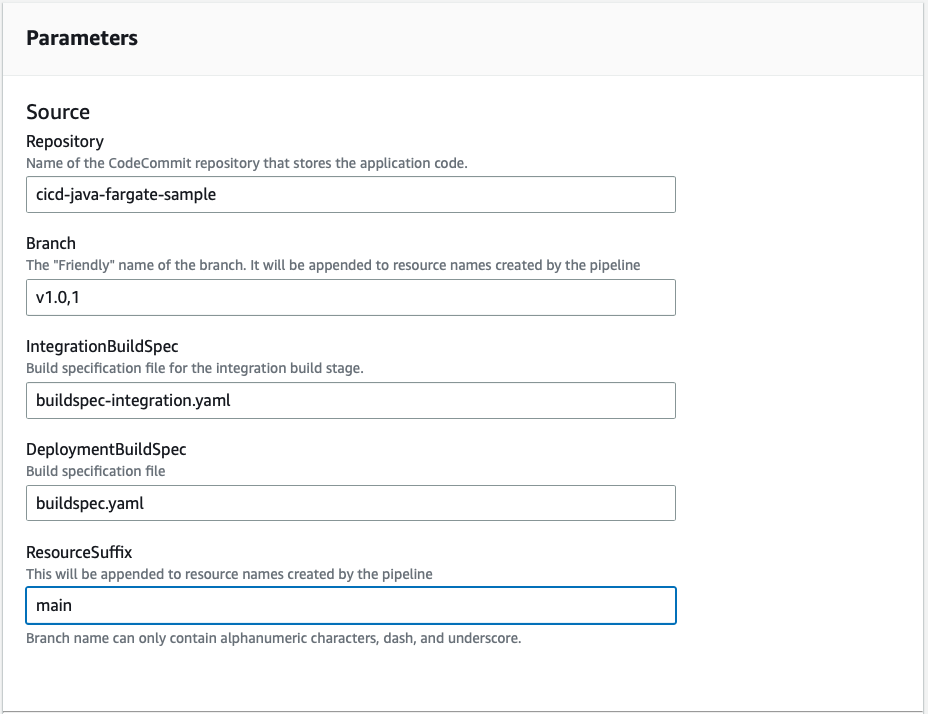 Parameters
Source
Repository
Name of the CodeCommit repository that stores the application code.
cicd-java-fargate-sample
Branch
The "Friendly" name of the branch. It will be appended to resource names created by the pipeline
v1.0,1
IntegrationBuildSpec
Build specification file for the integration build stage.
buildspec-integration.yaml
DeploymentBuildSpec
Build specification file
buildspec.yaml
ResourceSuffix
This will be appended to resource names created by the pipeline
main
Branch name can only contain alphanumeric characters, dash, and underscore.